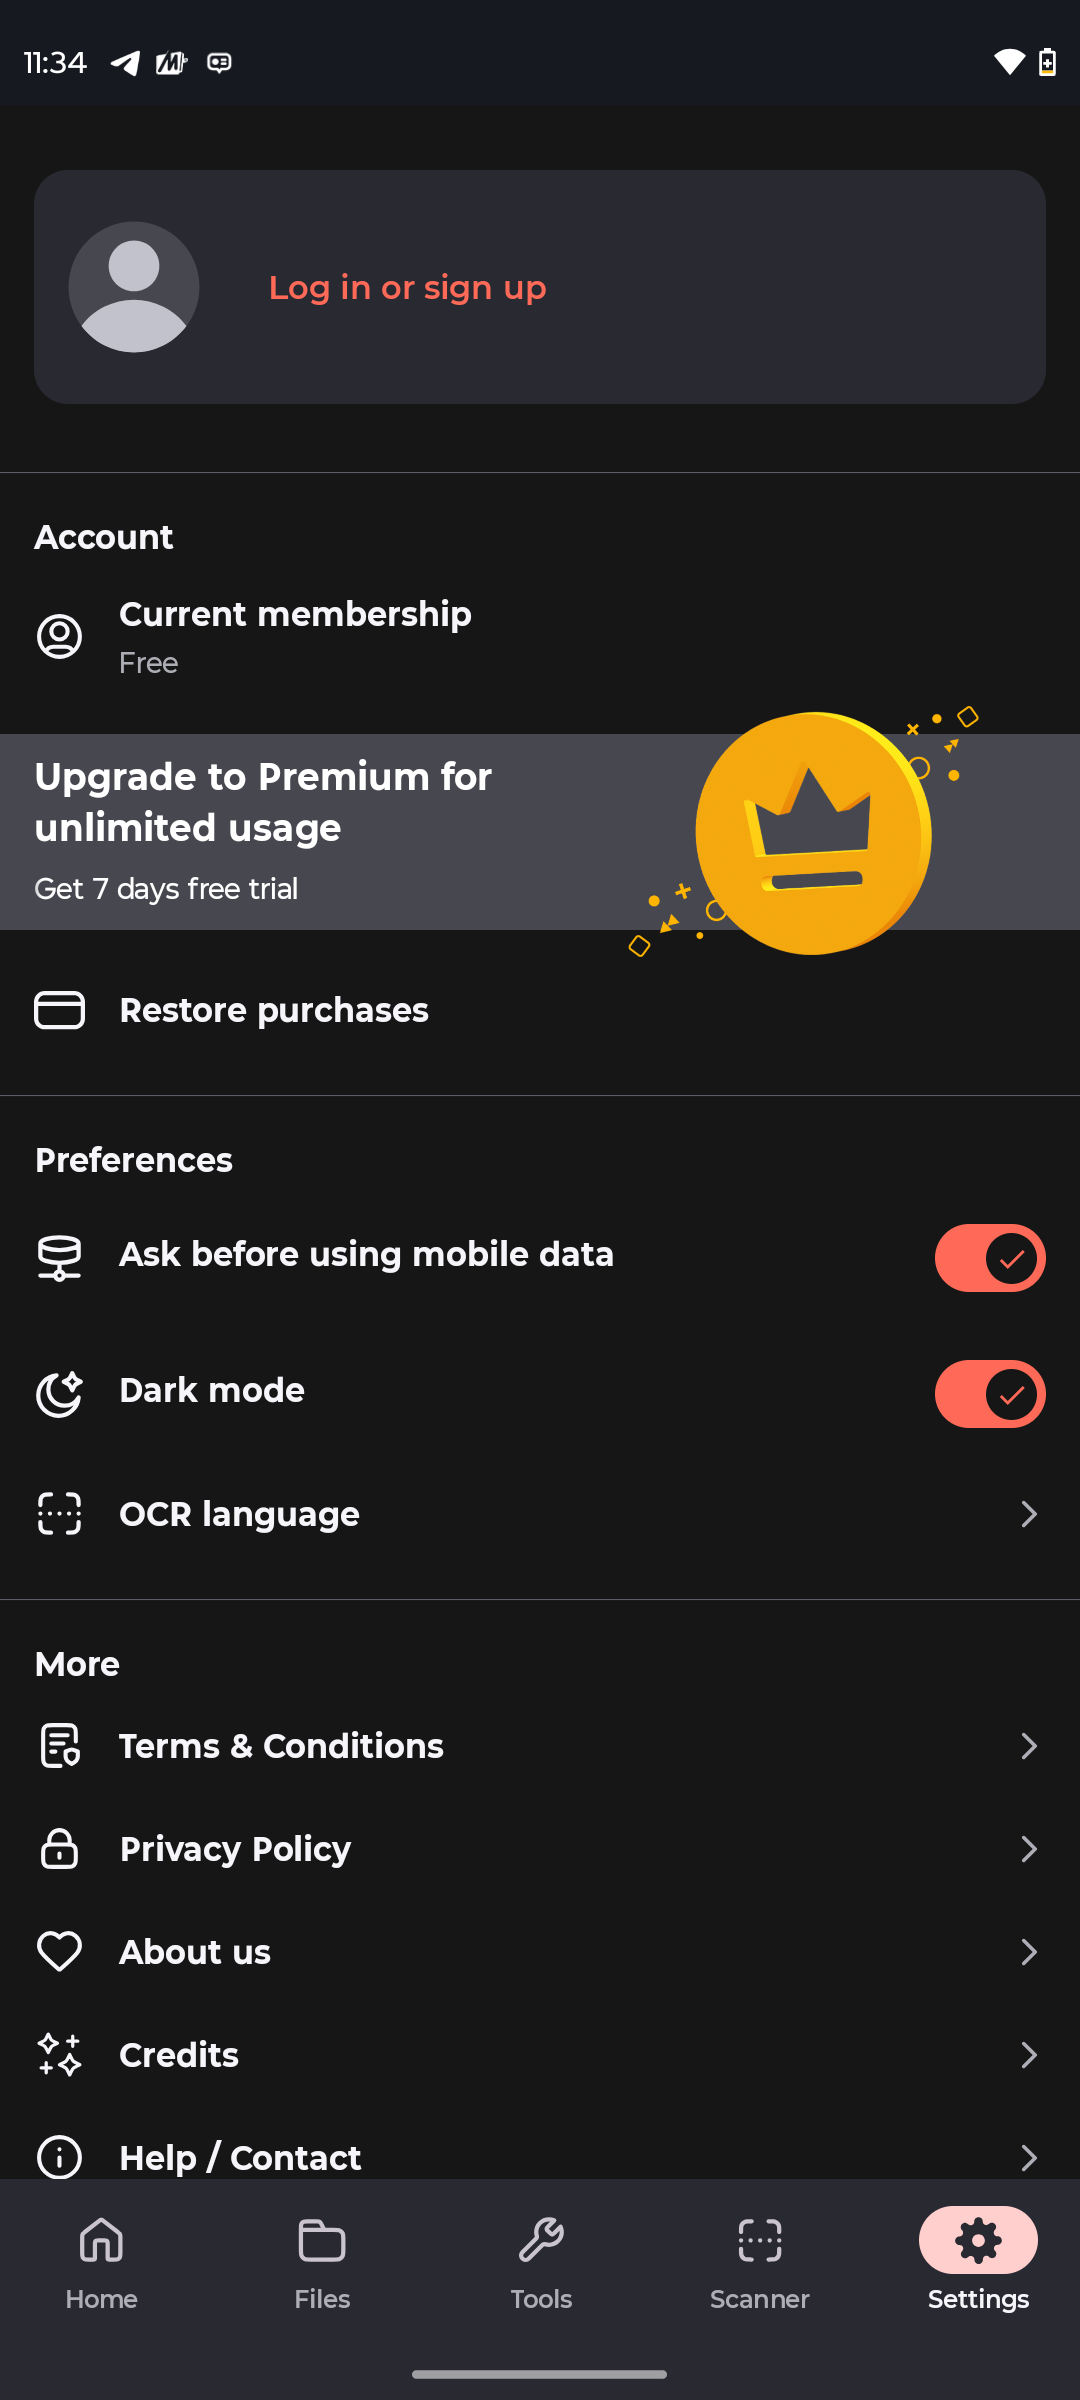 11:34
Log in or sign up
Account
Current membership
Free
Upgrade to Premium for
unlimited usage
Get 7 days free trial
Restore purchases
Preferences
Ask before using mobile data
Dark mode
OCR language
More
Terms & Conditions
Privacy Policy
About us
Credits
Help / Contact
Home
Files
Tools
Scanner
Settings